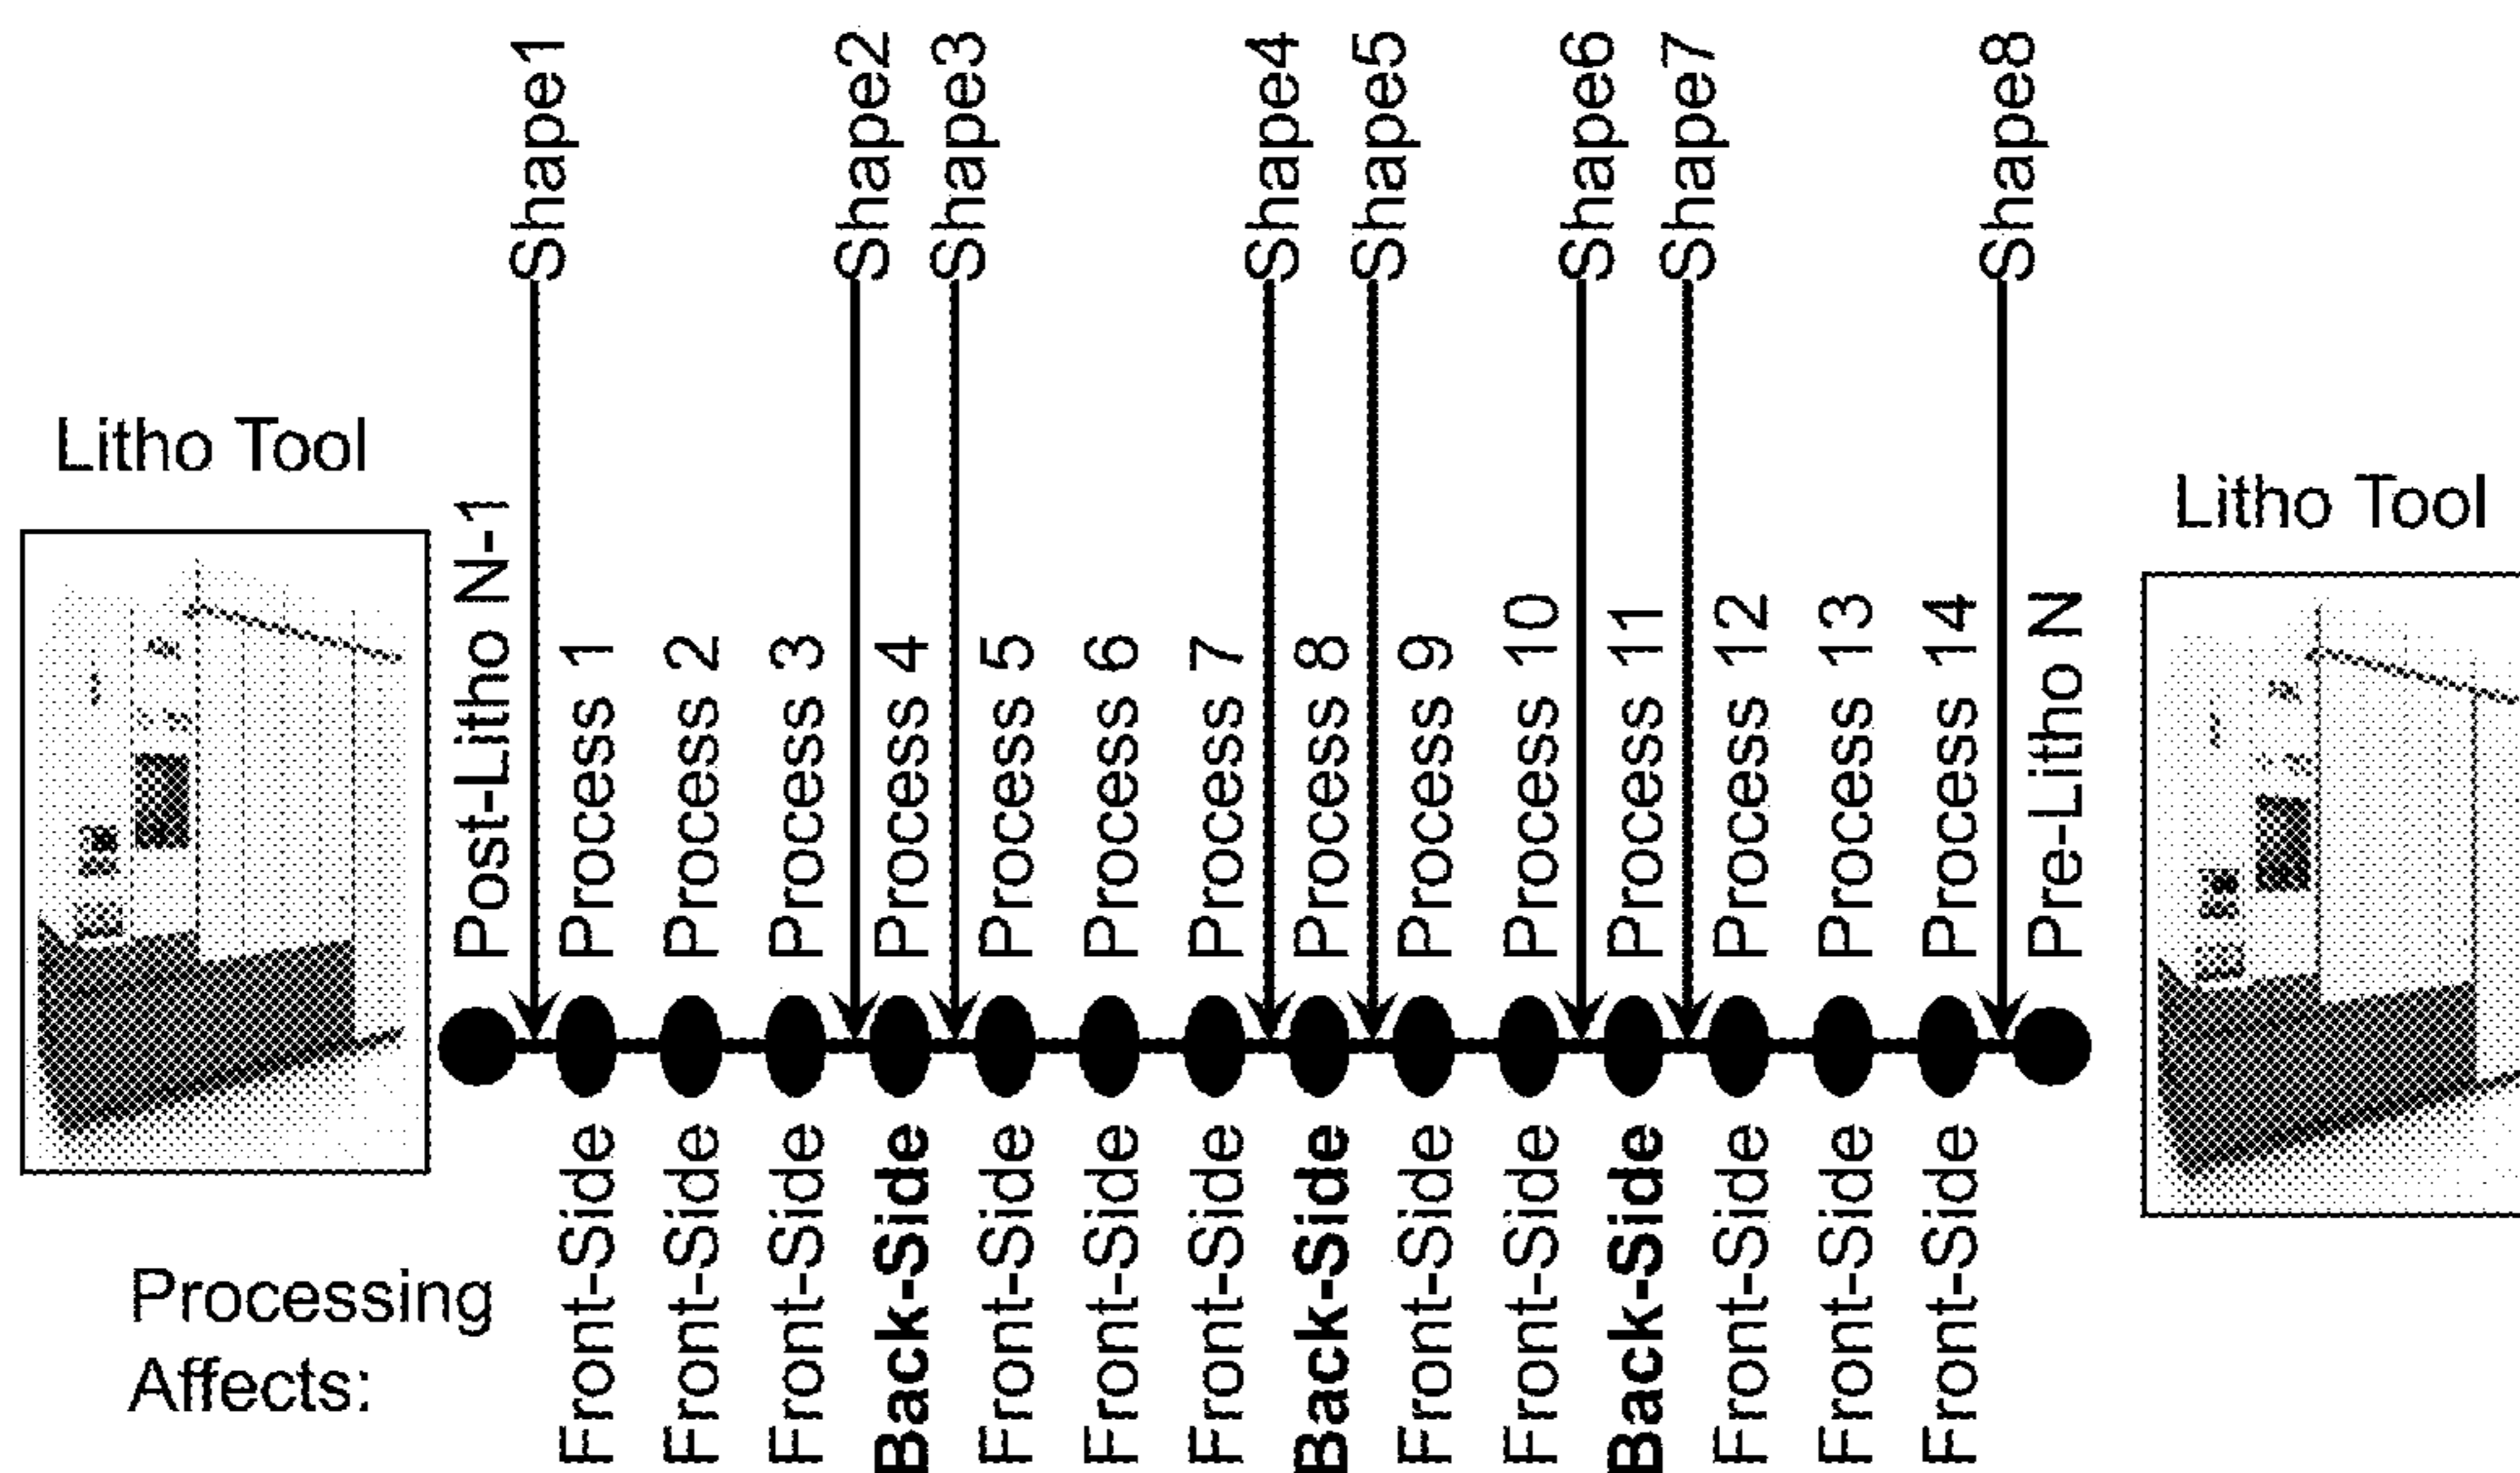 Shape1
Shape2
Shape3
Shape4
Shape5
Shape6
Shape7
Shape8
Litho Tool
Litho Tool
Post-Litho N-1
Process 1
Process 2
Process 3
Process 4
Process 5
Process 6
Process 7
Process 8
Process 9
Process 10
Process 11
Process 12
Process 13
Process 14
Pre-Litho N
Processing
Affects:
Front-Side
Front-Side
Front-Side
Back-Side
Front-Side
Front-Side
Front-Side
Back-Side
Front-Side
Front-Side
Back-Side
Front-Side
Front-Side
Front-Side